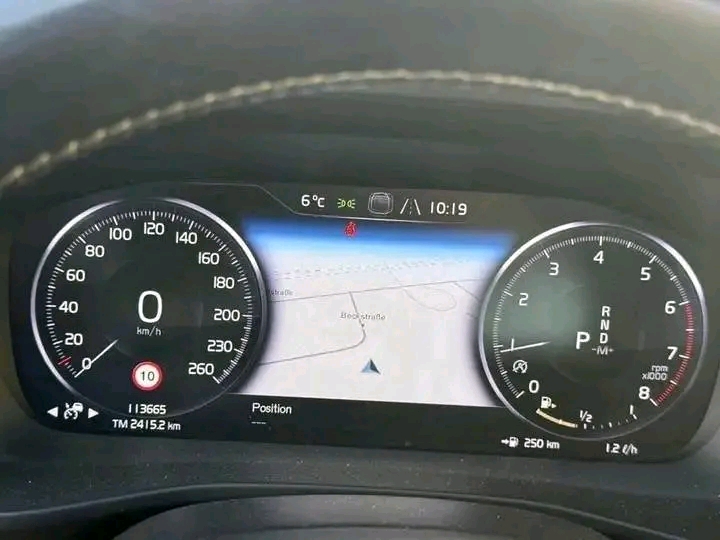 6°C 10:19
0 20 40 60 80 100 120 140 160 180 200 230 260
0
km/h
10
113665
TM 2415.2 km
straße
Beckstraße
Position
---
0 1 2 3 4 5 6 7 8
rpm
x1000
P
R
N
D
-M+
A
1/2
250 km
1.2 l/h